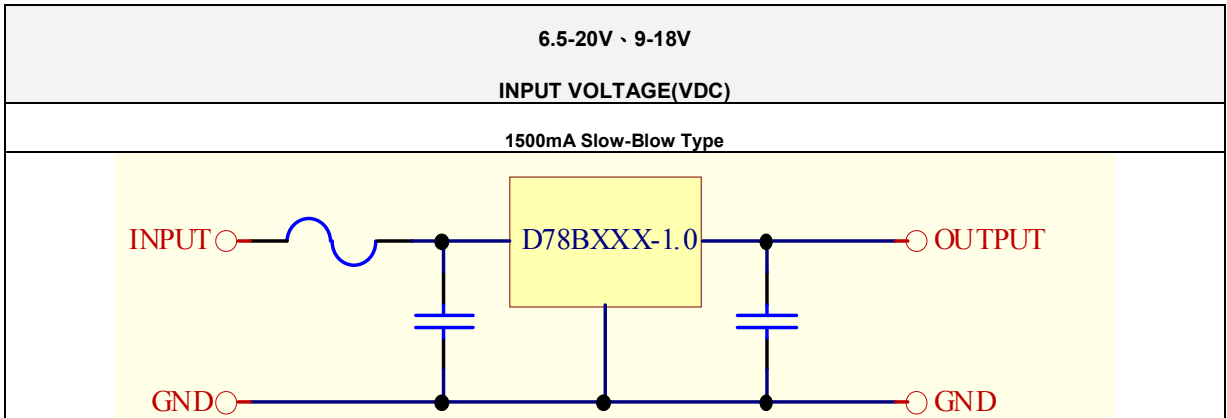 6.5-20V、9-18V
INPUT VOLTAGE(VDC)
1500mA Slow-Blow Type
INPUT
D78BXXX-1.0
OUTPUT
GND
GND